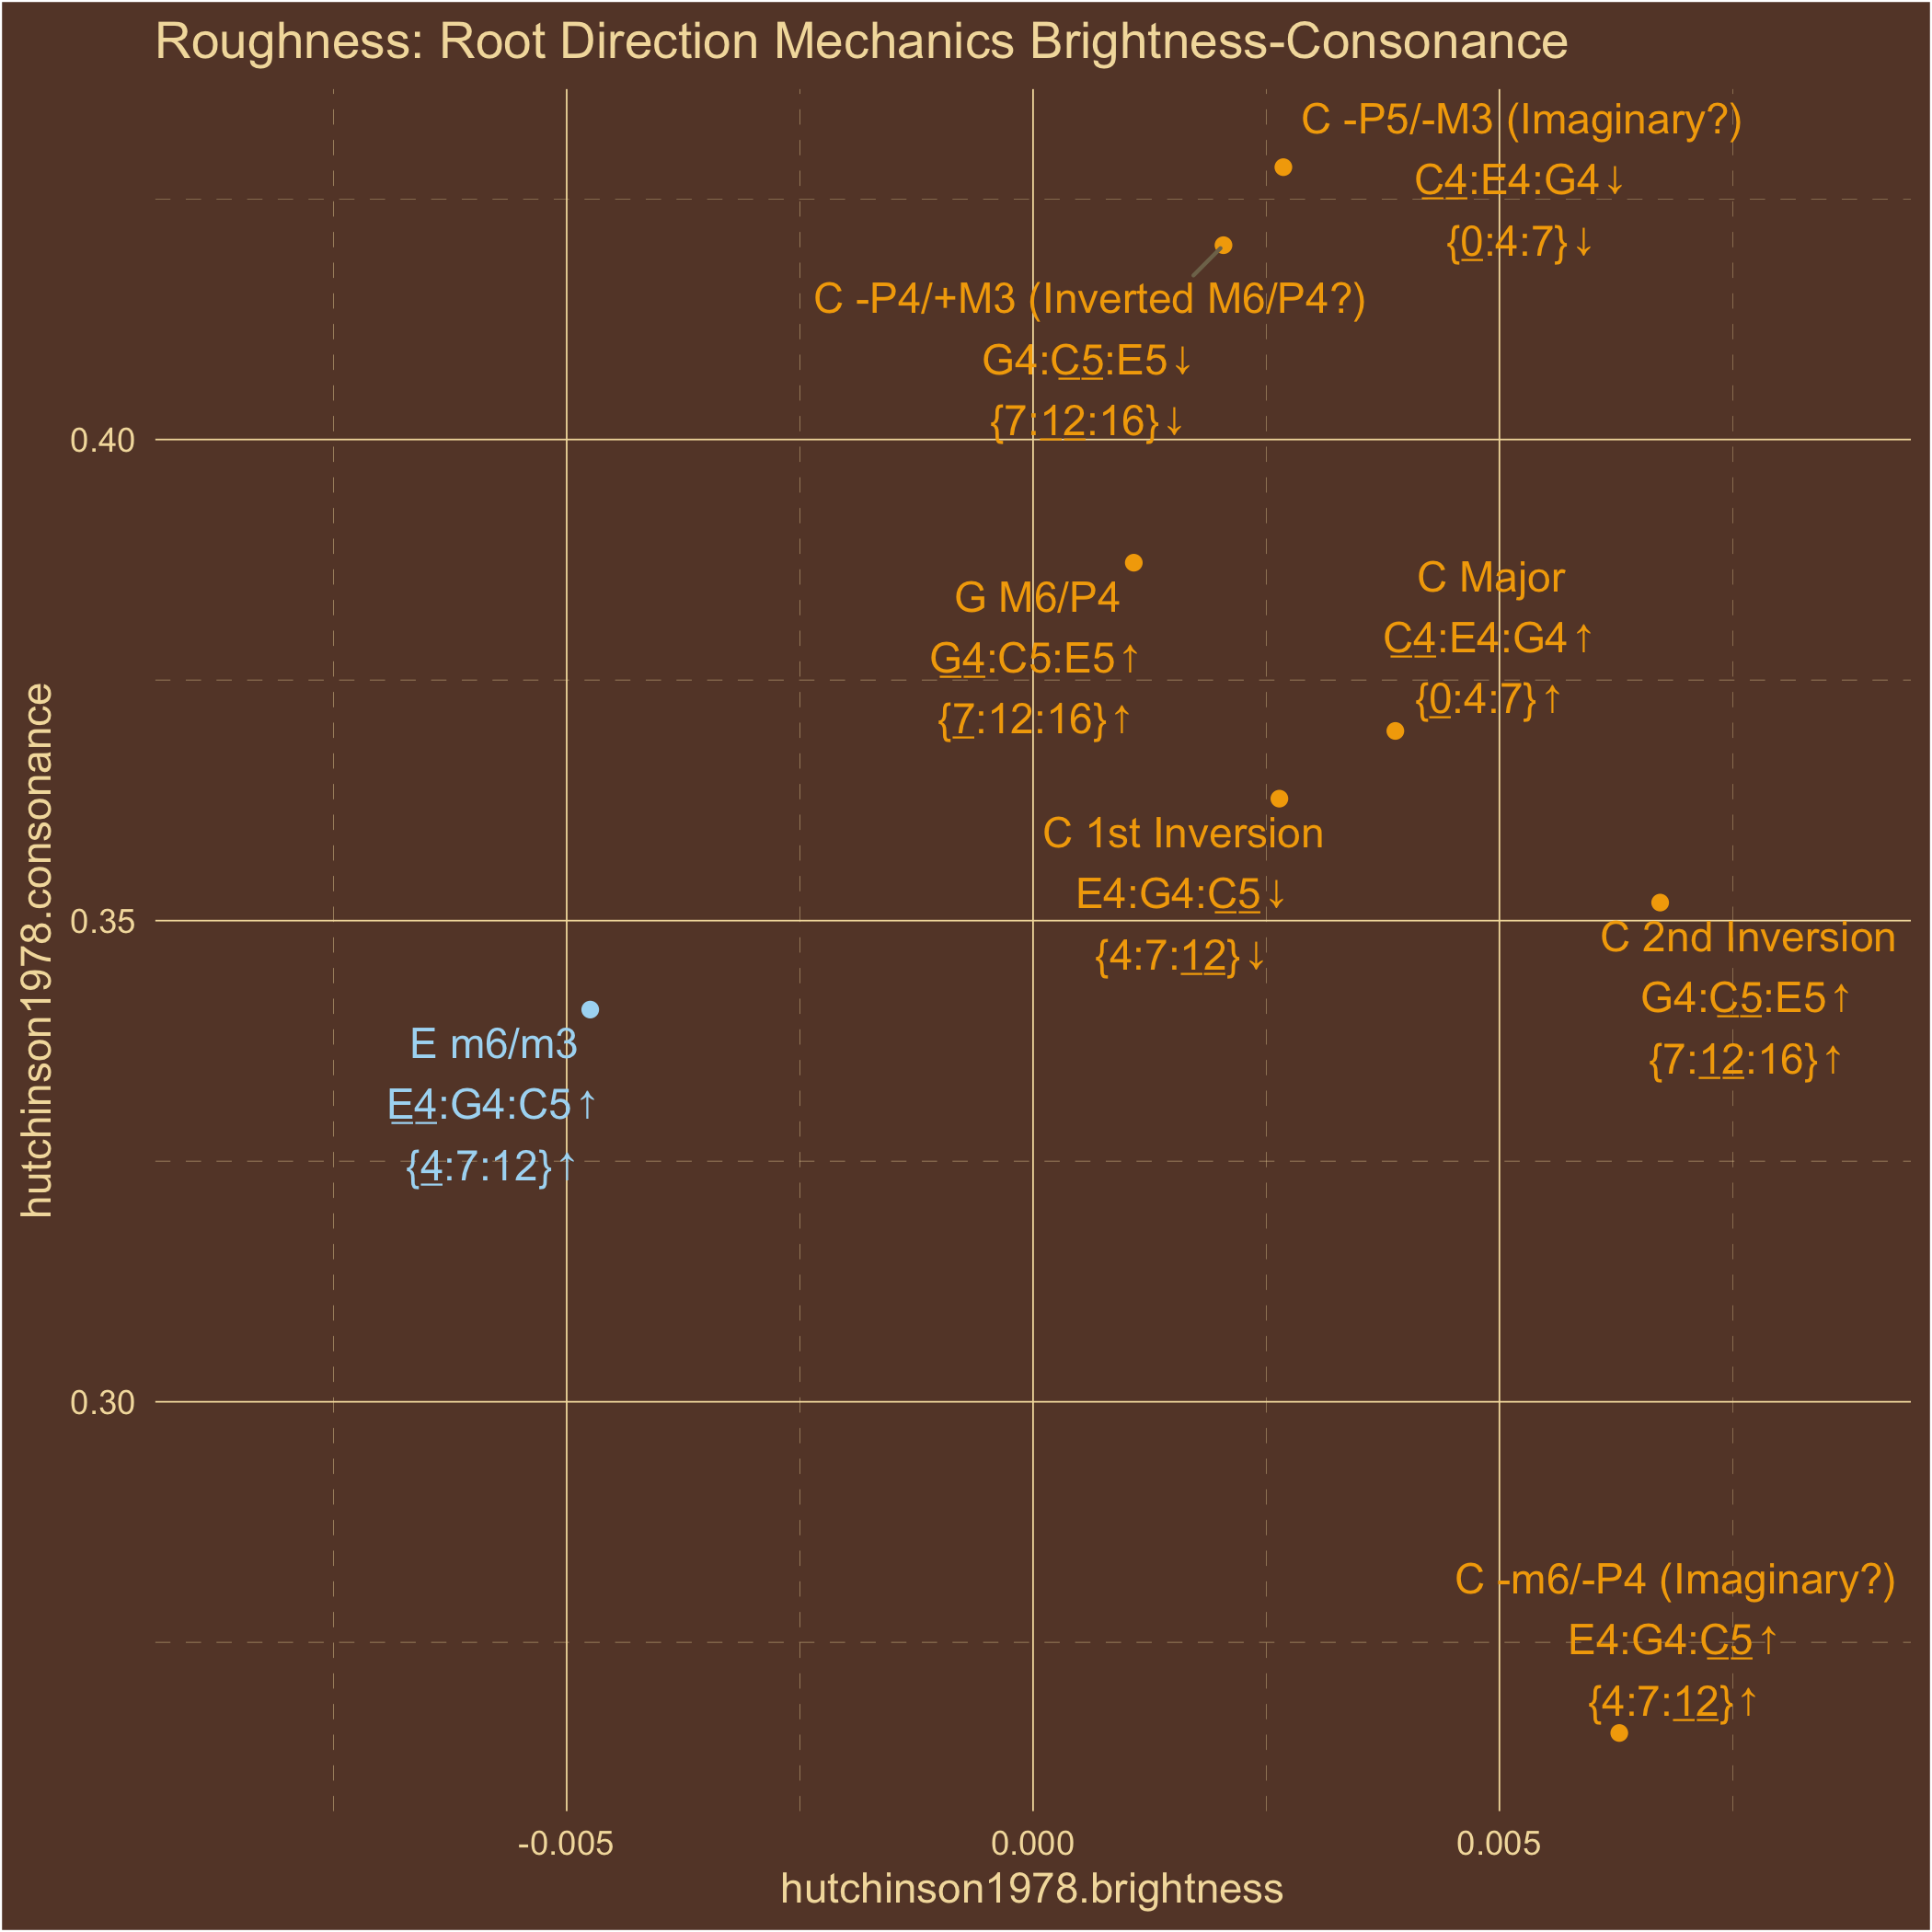 Roughness: Root Direction Mechanics Brightness-Consonance
C -P5/-M3 (Imaginary?)
C4:E4:G4↓
{0:4:7}↓
C -P4/+M3 (Inverted M6/P4?)
G4:C5:E5↓
{7:12:16}↓
0.40
G M6/P4
G4:C5:E5↑
{7:12:16}↑
C Major
C4:E4:G4↑
{0:4:7}↑
C 1st Inversion
E4:G4:C5↓
{4:7:12}↓
0.35
C 2nd Inversion
G4:C5:E5↑
{7:12:16}↑
E m6/m3
E4:G4:C5↑
{4:7:12}↑
hutchinson1978.consonance
0.30
C -m6/-P4 (Imaginary?)
E4:G4:C5↑
{4:7:12}↑
-0.005
0.000
0.005
hutchinson1978.brightness